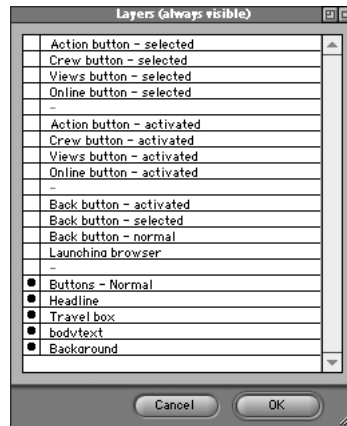 Layers (always visible)
Action button - selected
Crew button - selected
Views button - selected
Online button - selected
-
Action button - activated
Crew button - activated
Views button - activated
Online button - activated
-
Back button - activated
Back button - selected
Back button - normal
Launching browser
-
Buttons - Normal
Headline
Travel box
bodytext
Background
Cancel
OK